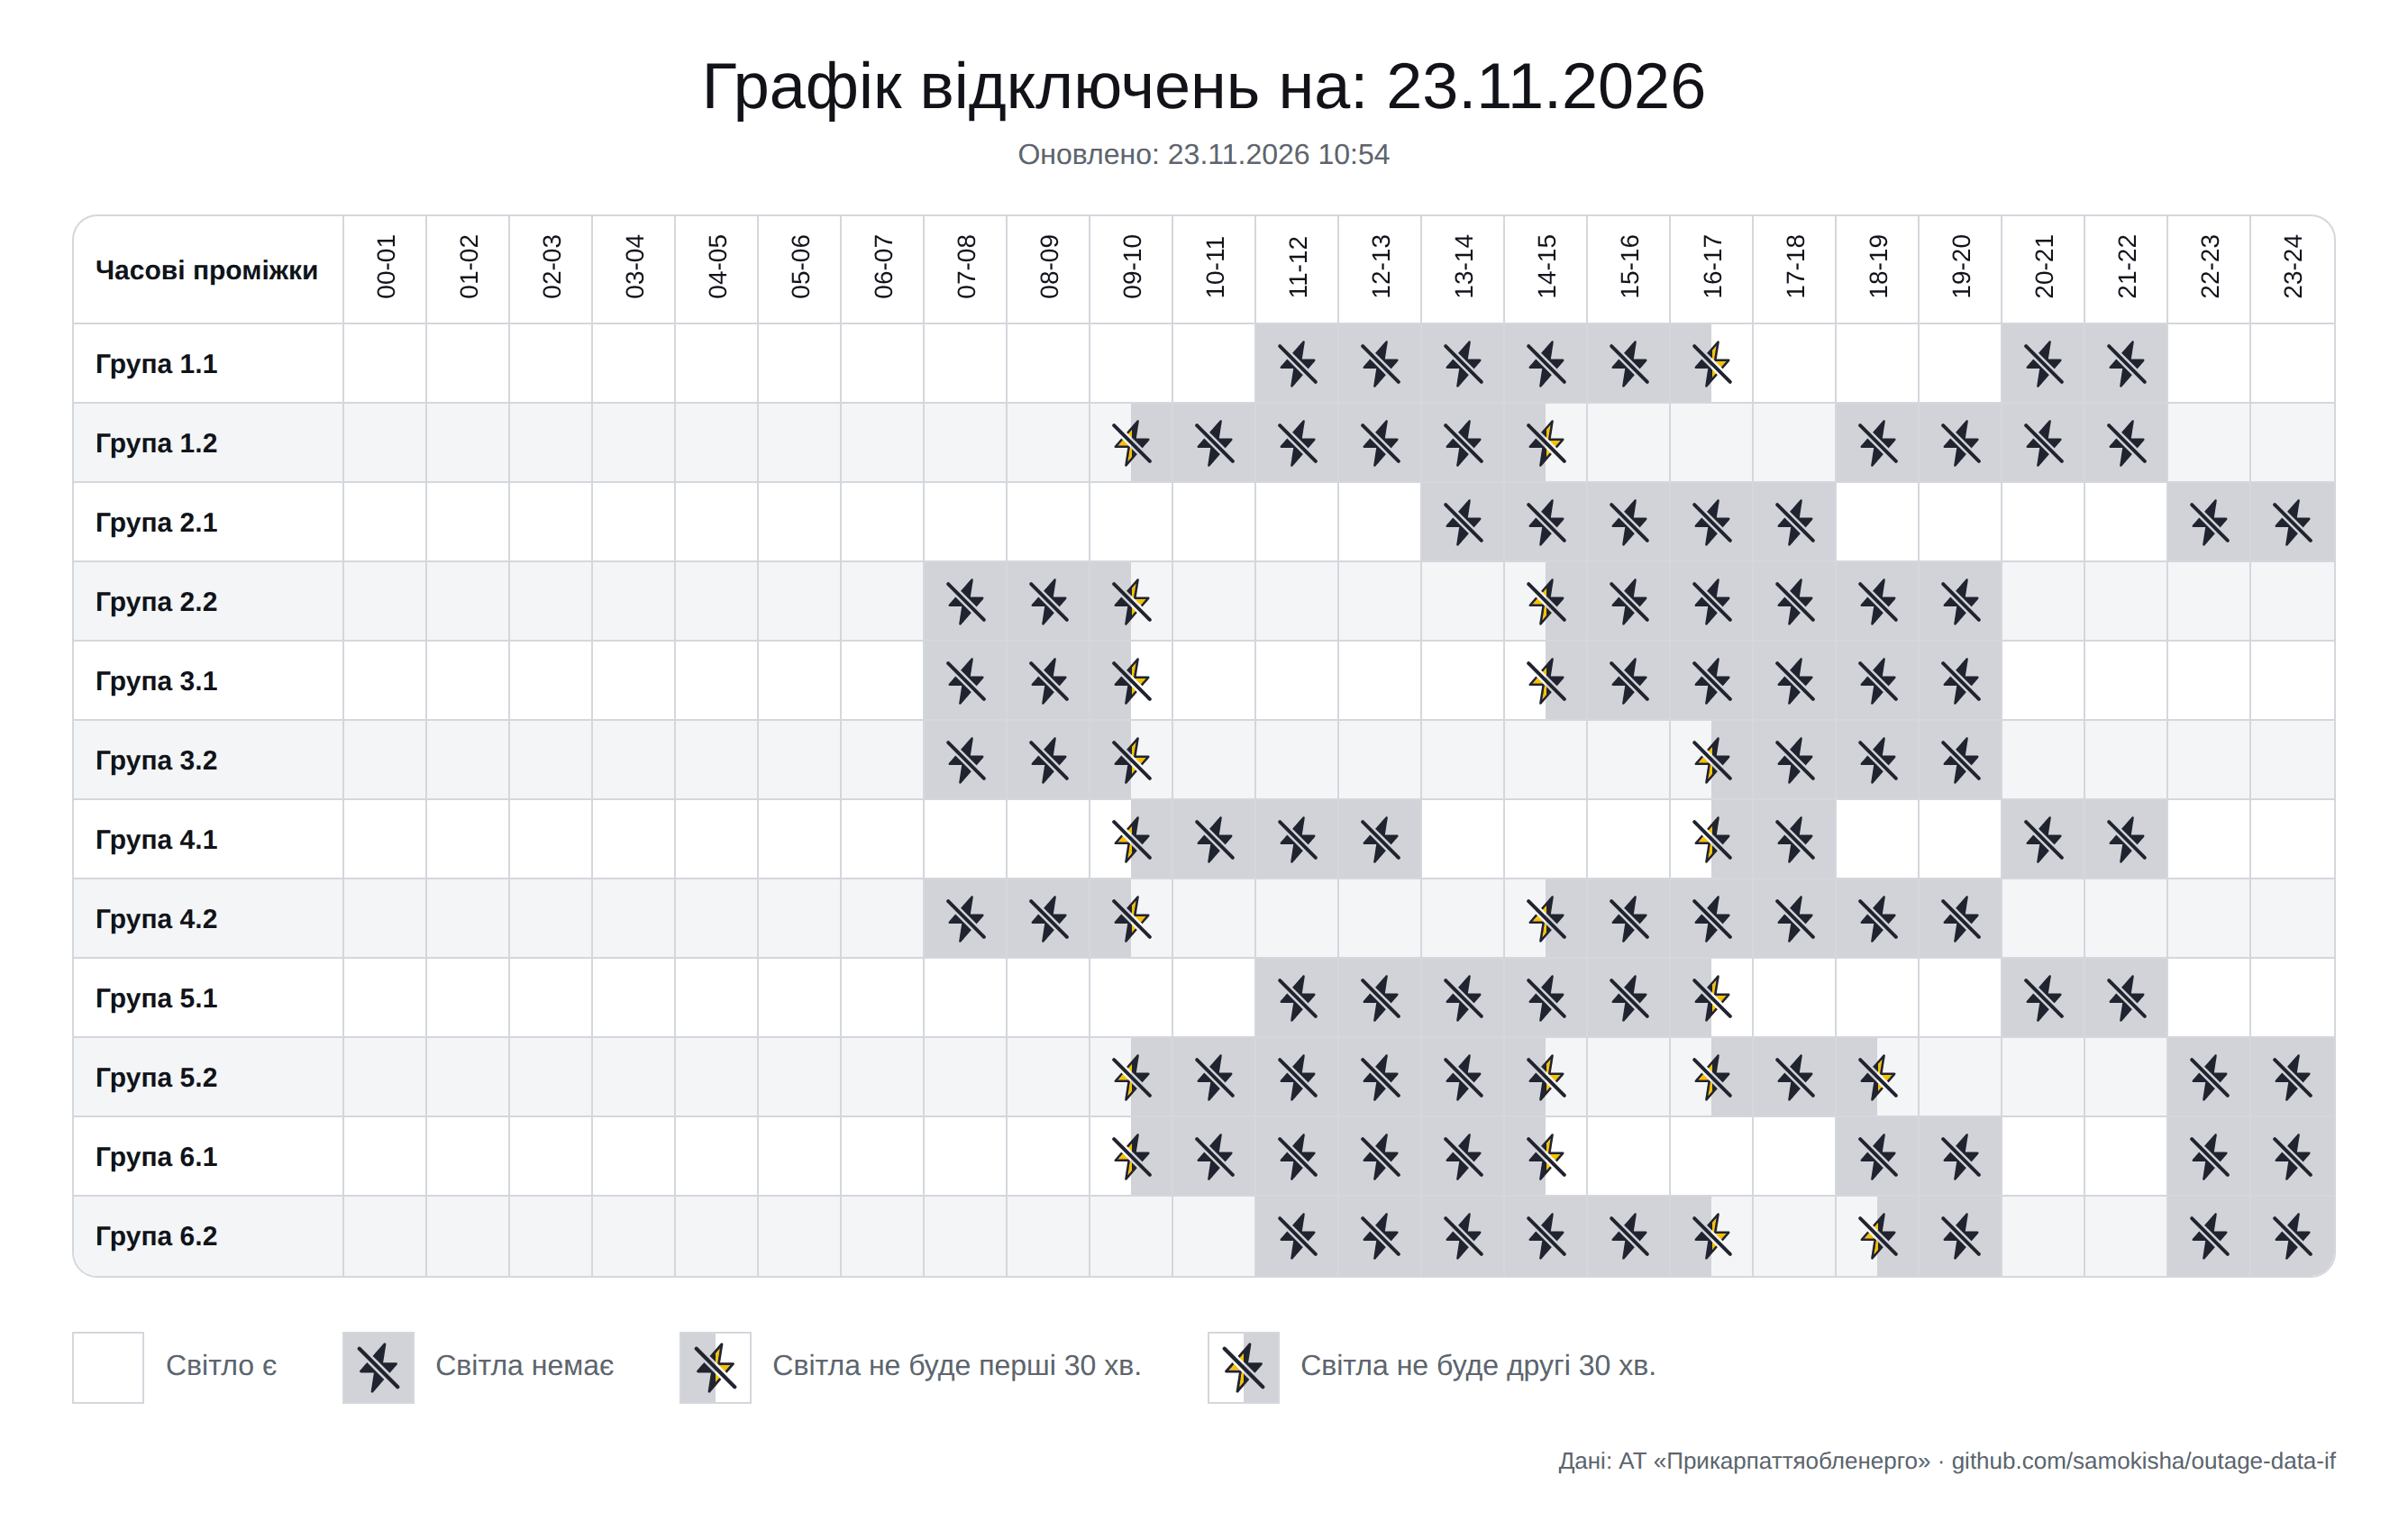 Графік відключень на: 23.11.2026
Оновлено: 23.11.2026 10:54
Часові проміжки 00-01 01-02 02-03 03-04 04-05 05-06 06-07 07-08 08-09 09-10 10-11 11-12 12-13 13-14 14-15 15-16 16-17 17-18 18-19 19-20 20-21 21-22 22-23 23-24
Група 1.1
Група 1.2
Група 2.1
Група 2.2
Група 3.1
Група 3.2
Група 4.1
Група 4.2
Група 5.1
Група 5.2
Група 6.1
Група 6.2
Світло є Світла немає Світла не буде перші 30 хв. Світла не буде другі 30 хв.
Дані: АТ «Прикарпаттяобленерго» · github.com/samokisha/outage-data-if